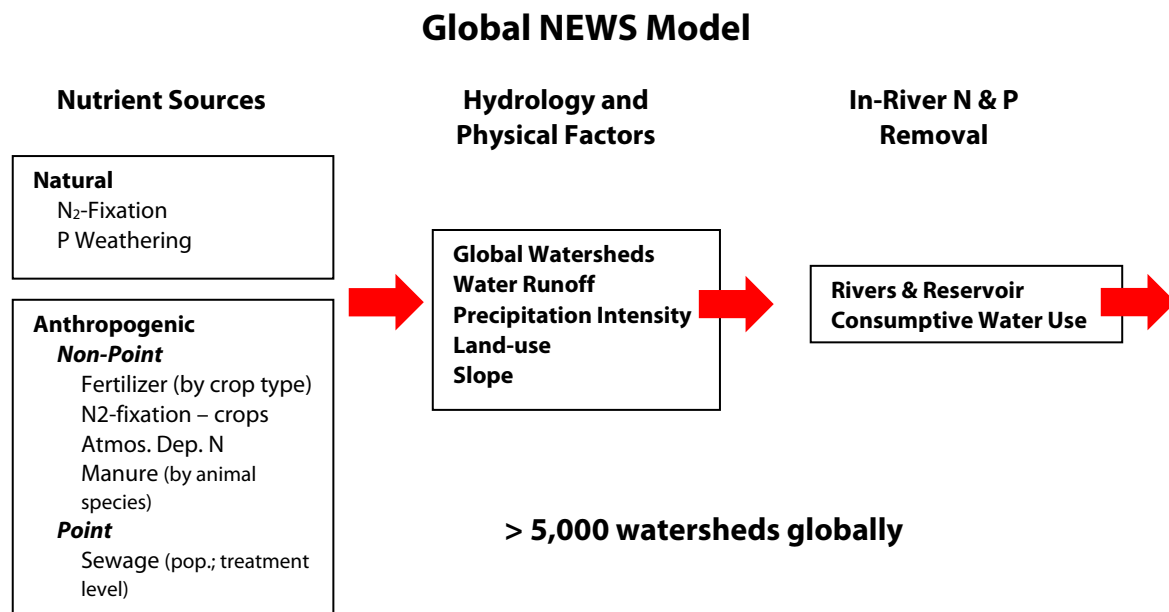 Global NEWS Model
Nutrient Sources
Natural
N₂-Fixation
P Weathering
Anthropogenic
Non-Point
Fertilizer (by crop type)
N2-fixation – crops
Atmos. Dep. N
Manure (by animal
species)
Point
Sewage (pop.; treatment
level)
Hydrology and
Physical Factors
Global Watersheds
Water Runoff
Precipitation Intensity
Land-use
Slope
In-River N & P
Removal
Rivers & Reservoir
Consumptive Water Use
> 5,000 watersheds globally